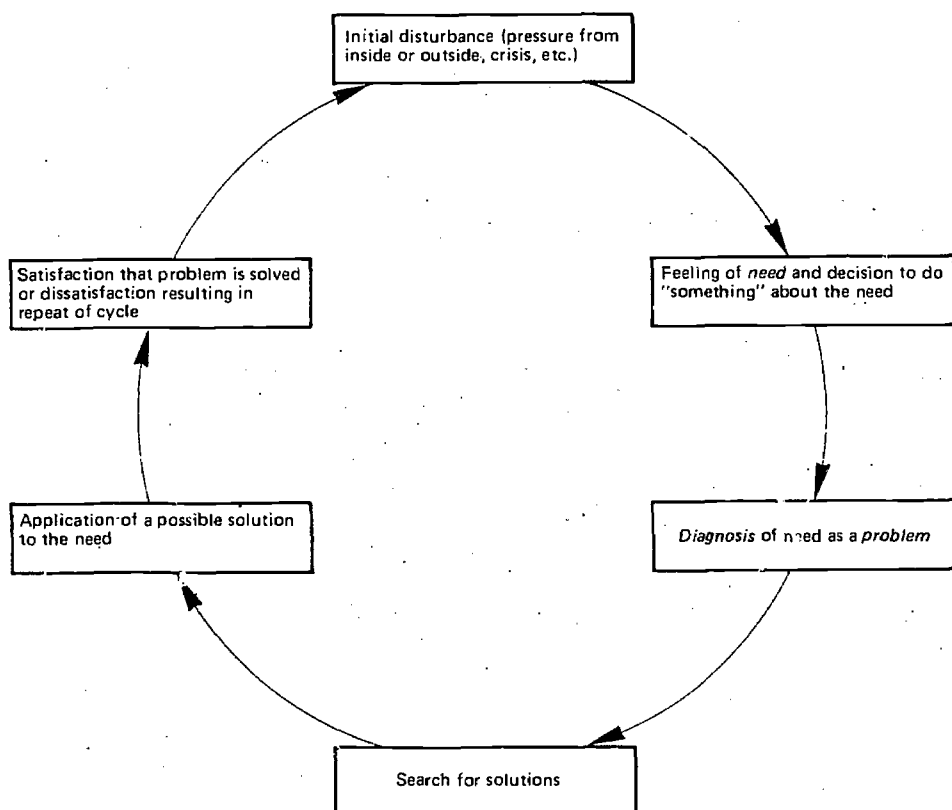 Initial disturbance (pressure from
inside or outside, crisis, etc.)
Feeling of need and decision to do
"something" about the need
Diagnosis of need as a problem
Search for solutions
Application of a possible solution
to the need
Satisfaction that problem is solved
or dissatisfaction resulting in
repeat of cycle